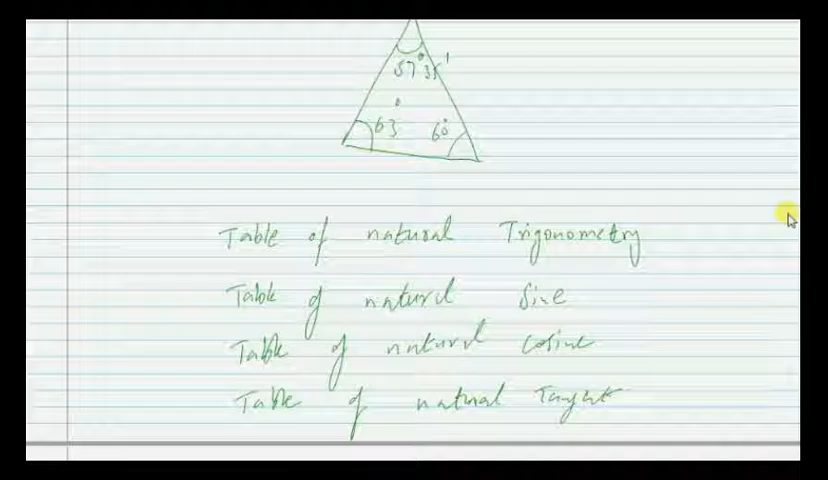 57° 35'
63° 60°
Table of natural Trigonometry
Table of natural Sine
Table of natural Cosine
Table of natural Tangent